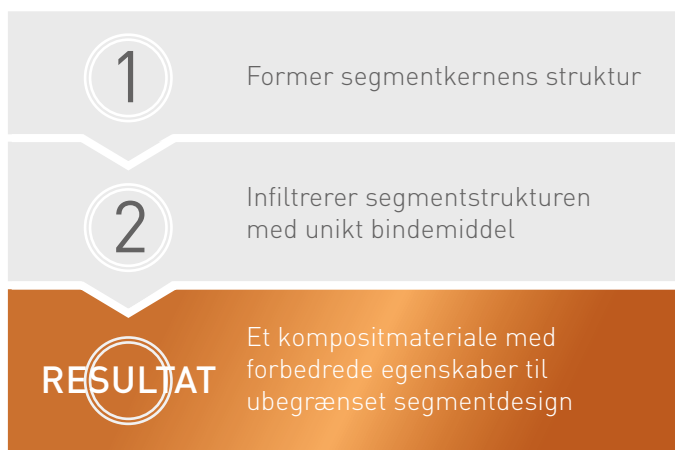 1
Former segmentkernens struktur
2
Infiltrerer segmentstrukturen
med unikt bindemiddel
RESULTAT
Et kompositmateriale med
forbedrede egenskaber til
ubegrænset segmentdesign